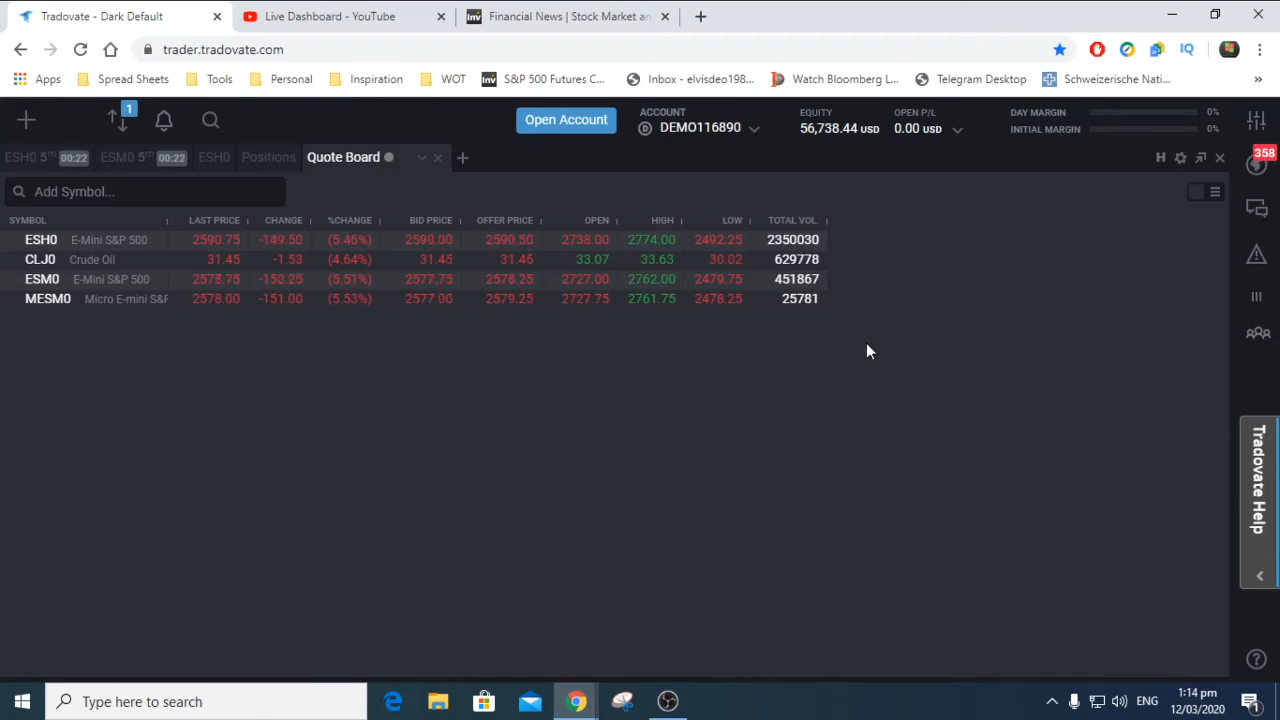 Tradovate - Dark Default
Live Dashboard - YouTube
Inv Financial News | Stock Market an
trader.tradovate.com
IQ
Apps Spread Sheets Tools Personal Inspiration WOT Inv S&P 500 Futures C... Inbox - elvisdec198... Watch Bloomberg L... Telegram Desktop Schweizerische Nati... »
1
Open Account
ACCOUNT
D DEMO116890
EQUITY
56,738.44 USD
OPEN P/L
0.00 USD
DAY MARGIN 0%
INITIAL MARGIN 0%
358
ESH0 5m 00:22 ESM0 5m 00:22 ESH0 Positions Quote Board
H
Add Symbol...
SYMBOL LAST PRICE CHANGE %CHANGE BID PRICE OFFER PRICE OPEN HIGH LOW TOTAL VOL.
ESH0 E-Mini S&P 500 2590.75 -149.50 (5.46%) 2590.00 2590.50 2738.00 2774.00 2492.25 2350030
CLJ0 Crude Oil 31.45 -1.53 (4.64%) 31.45 31.46 33.07 33.63 30.02 629778
ESM0 E-Mini S&P 500 2578.75 -150.25 (5.51%) 2577.75 2578.25 2727.00 2762.00 2479.75 451867
MESM0 Micro E-mini S&F 2578.00 -151.00 (5.53%) 2577.00 2579.25 2727.75 2761.75 2478.25 25781
Tradovate Help
Type here to search
ENG
1:14 pm
12/03/2020
1